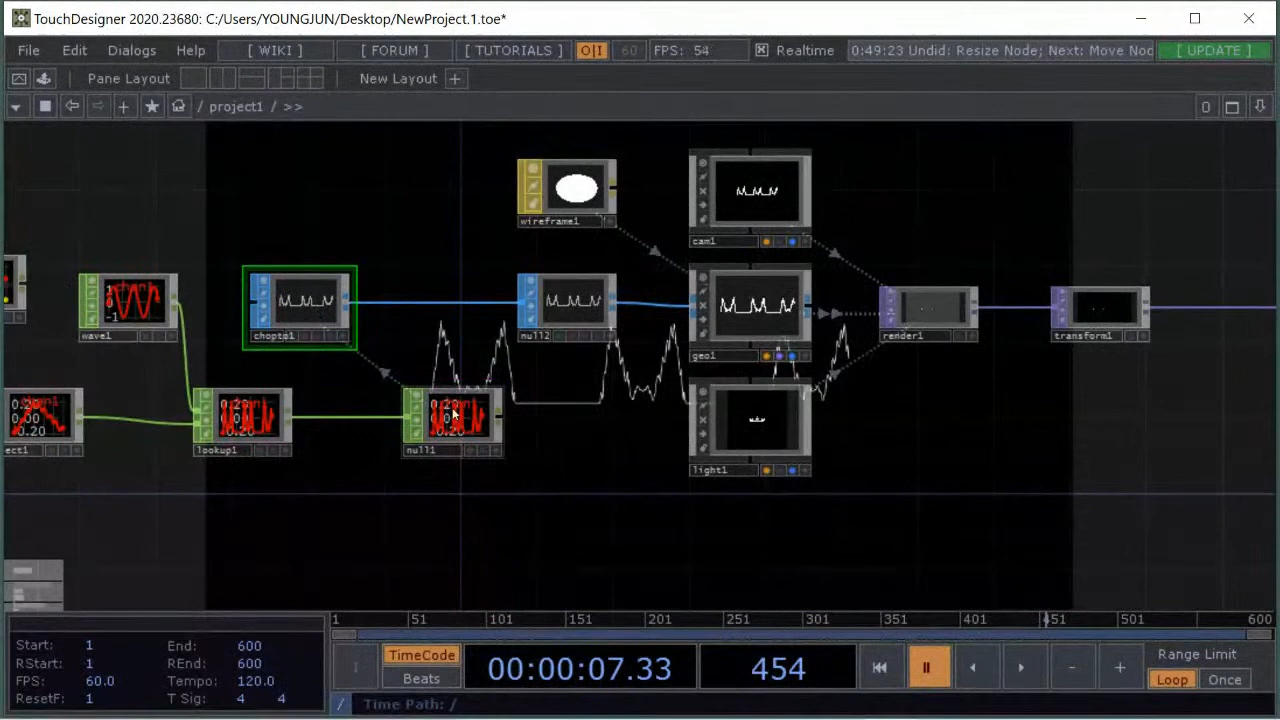 TouchDesigner 2020.23680: C:/Users/YOUNGJUN/Desktop/NewProject.1.toe*
File Edit Dialogs Help [ WIKI ] [ FORUM ] [ TUTORIALS ] O|I 60 FPS: 54 Realtime 0:49:23 Undid: Resize Node; Next: Move Noc [ UPDATE ]
Pane Layout New Layout +
/ project1 / >> 0
wireframe1
cam1
wave1
chopto1
null2
geo1
render1
transform1
ect1
lookup1
null1
light1
1 51 101 151 201 251 301 351 401 451 501 600
Start: 1 End: 600
RStart: 1 REnd: 600
FPS: 60.0 Tempo: 120.0
ResetF: 1 T Sig: 4 4
TimeCode
Beats
00:00:07.33
454
- +
Range Limit
Loop Once
/ Time Path: /